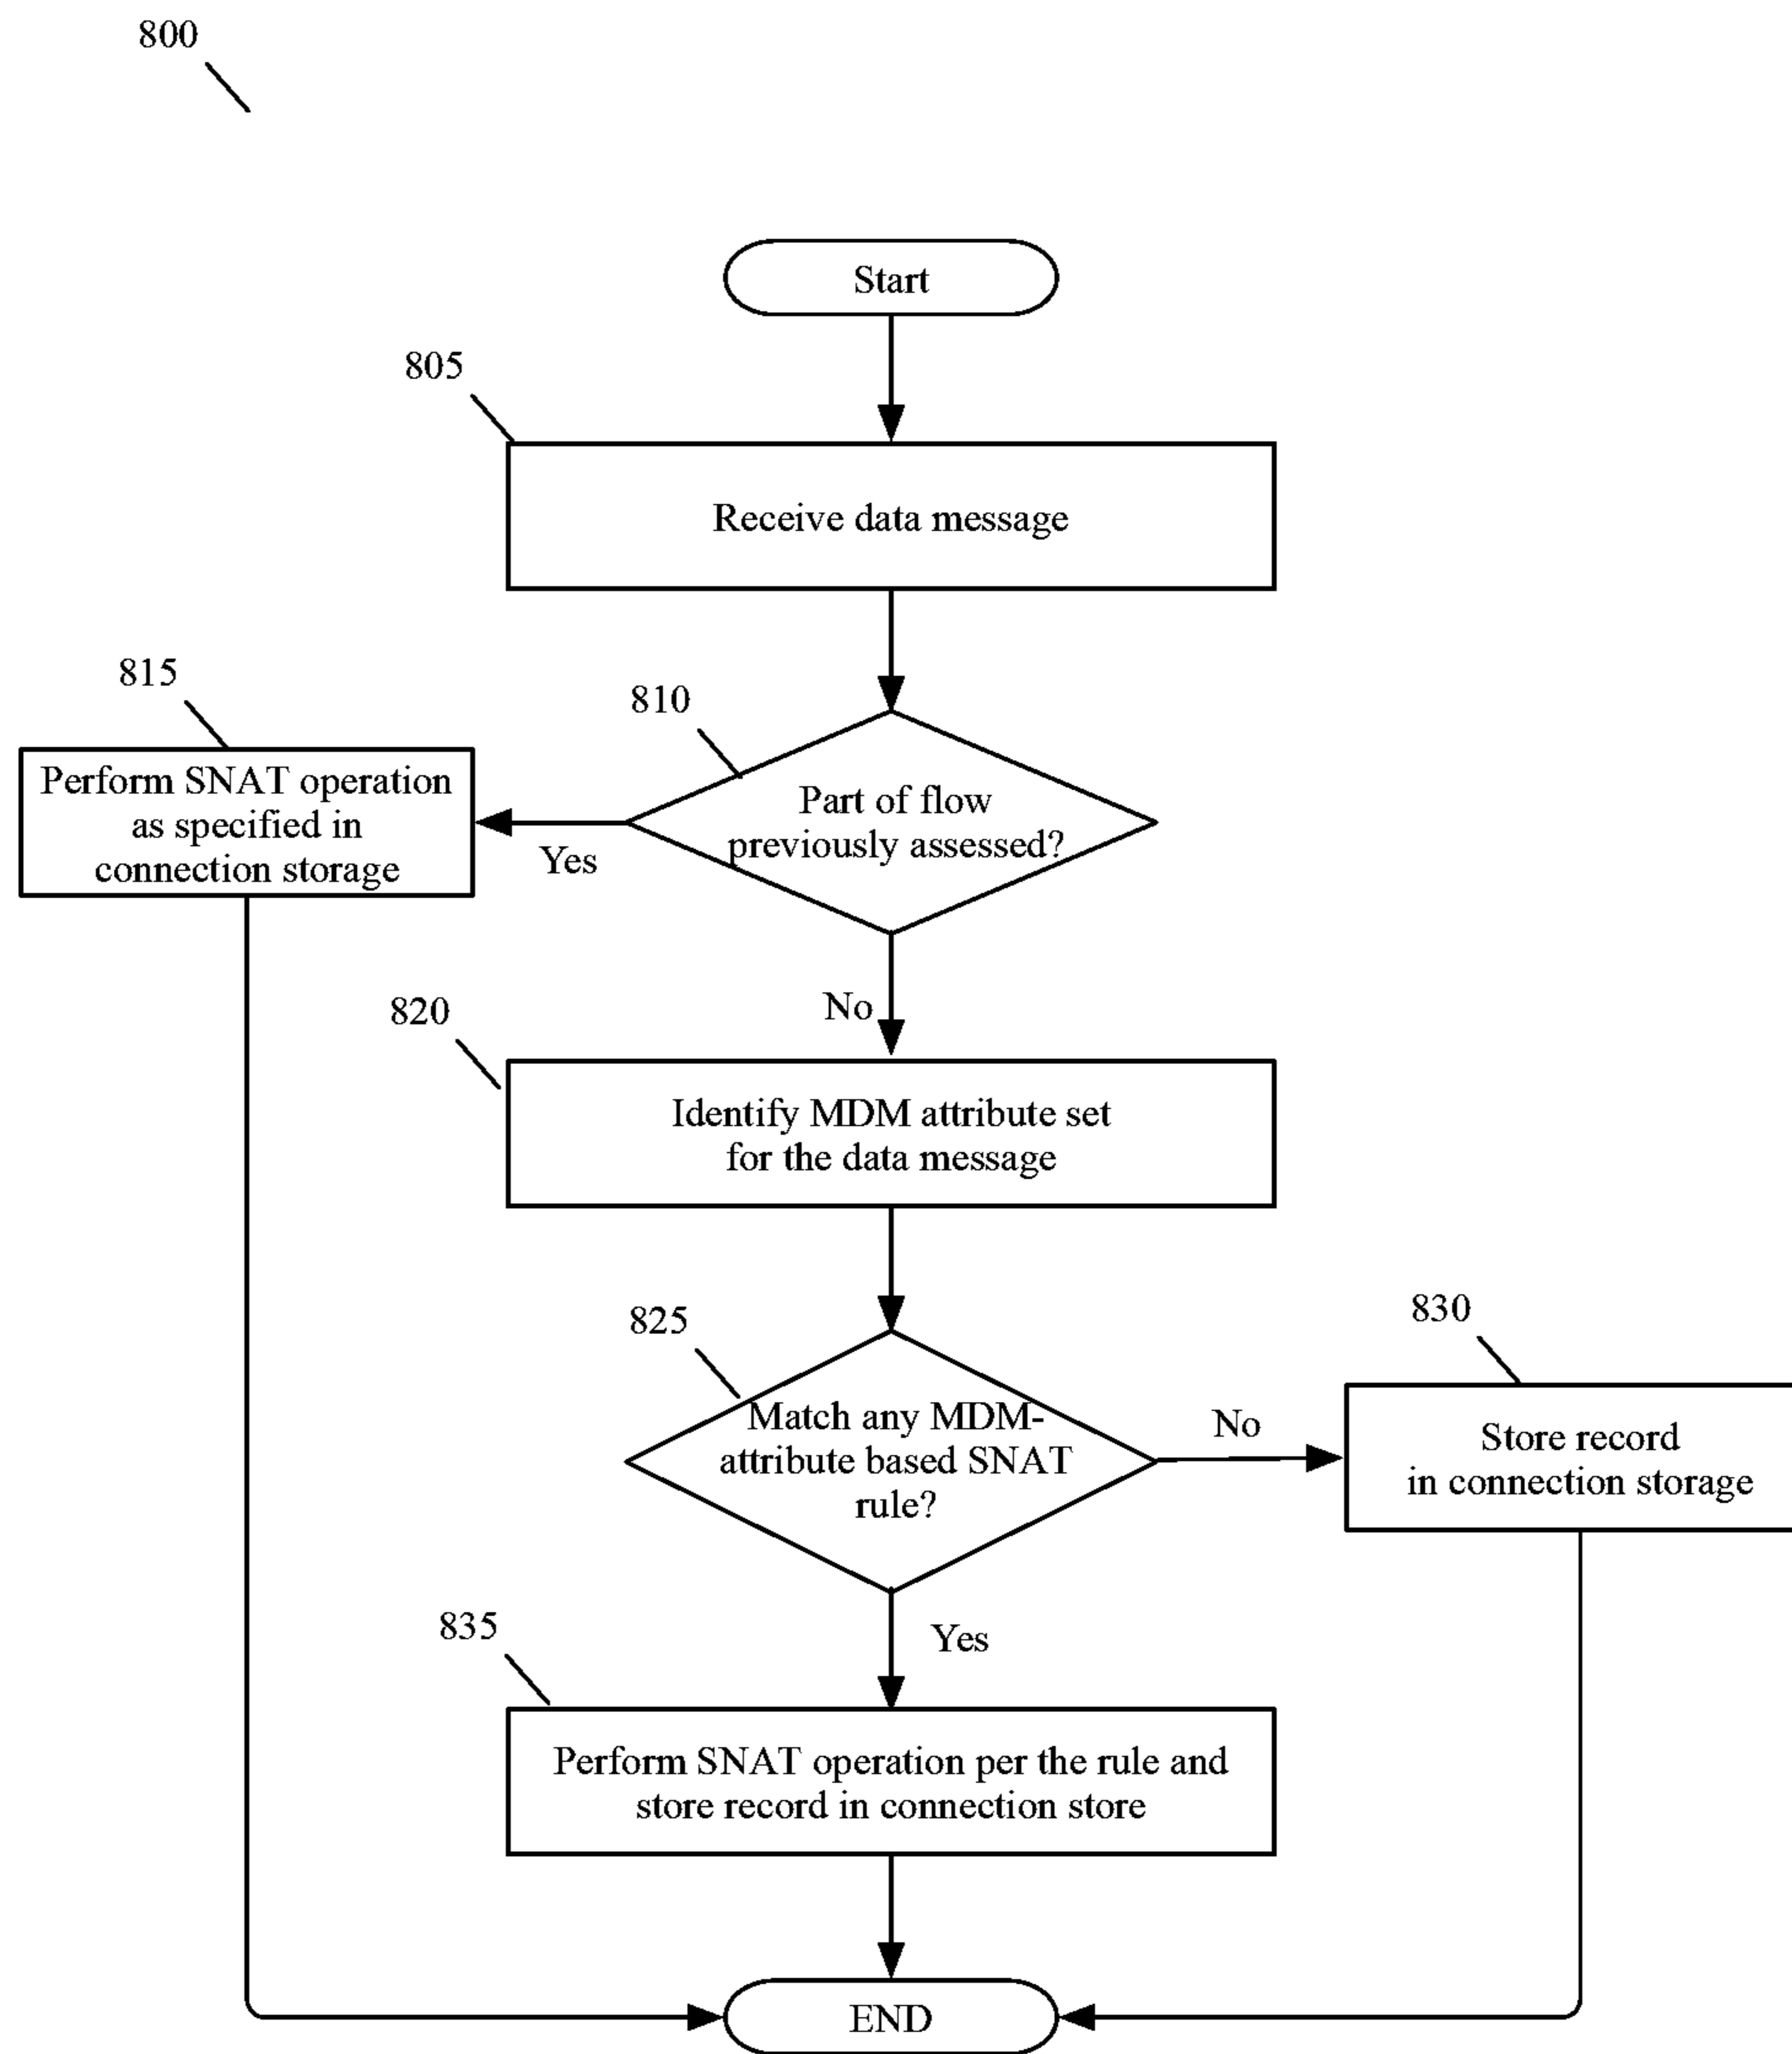 800
Start
805
Receive data message
810
Part of flow
previously assessed?
815
Perform SNAT operation
as specified in
connection storage
Yes
No
820
Identify MDM attribute set
for the data message
825
Match any MDM-
attribute based SNAT
rule?
No
830
Store record
in connection storage
Yes
835
Perform SNAT operation per the rule and
store record in connection store
END